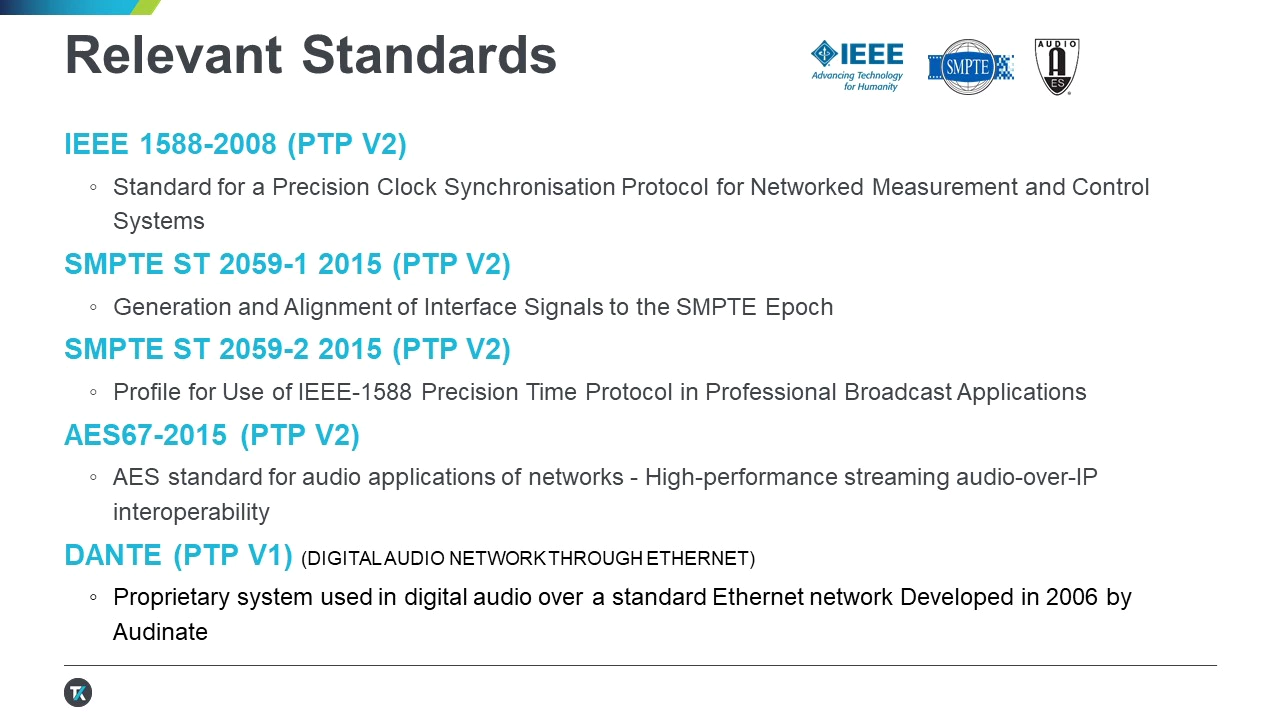 Relevant Standards
IEEE
Advancing Technology
for Humanity
SMPTE
AUDIO
A
ES
IEEE 1588-2008 (PTP V2)
◦ Standard for a Precision Clock Synchronisation Protocol for Networked Measurement and Control
Systems
SMPTE ST 2059-1 2015 (PTP V2)
◦ Generation and Alignment of Interface Signals to the SMPTE Epoch
SMPTE ST 2059-2 2015 (PTP V2)
◦ Profile for Use of IEEE-1588 Precision Time Protocol in Professional Broadcast Applications
AES67-2015 (PTP V2)
◦ AES standard for audio applications of networks - High-performance streaming audio-over-IP
interoperability
DANTE (PTP V1) (DIGITAL AUDIO NETWORK THROUGH ETHERNET)
◦ Proprietary system used in digital audio over a standard Ethernet network Developed in 2006 by
Audinate
TK